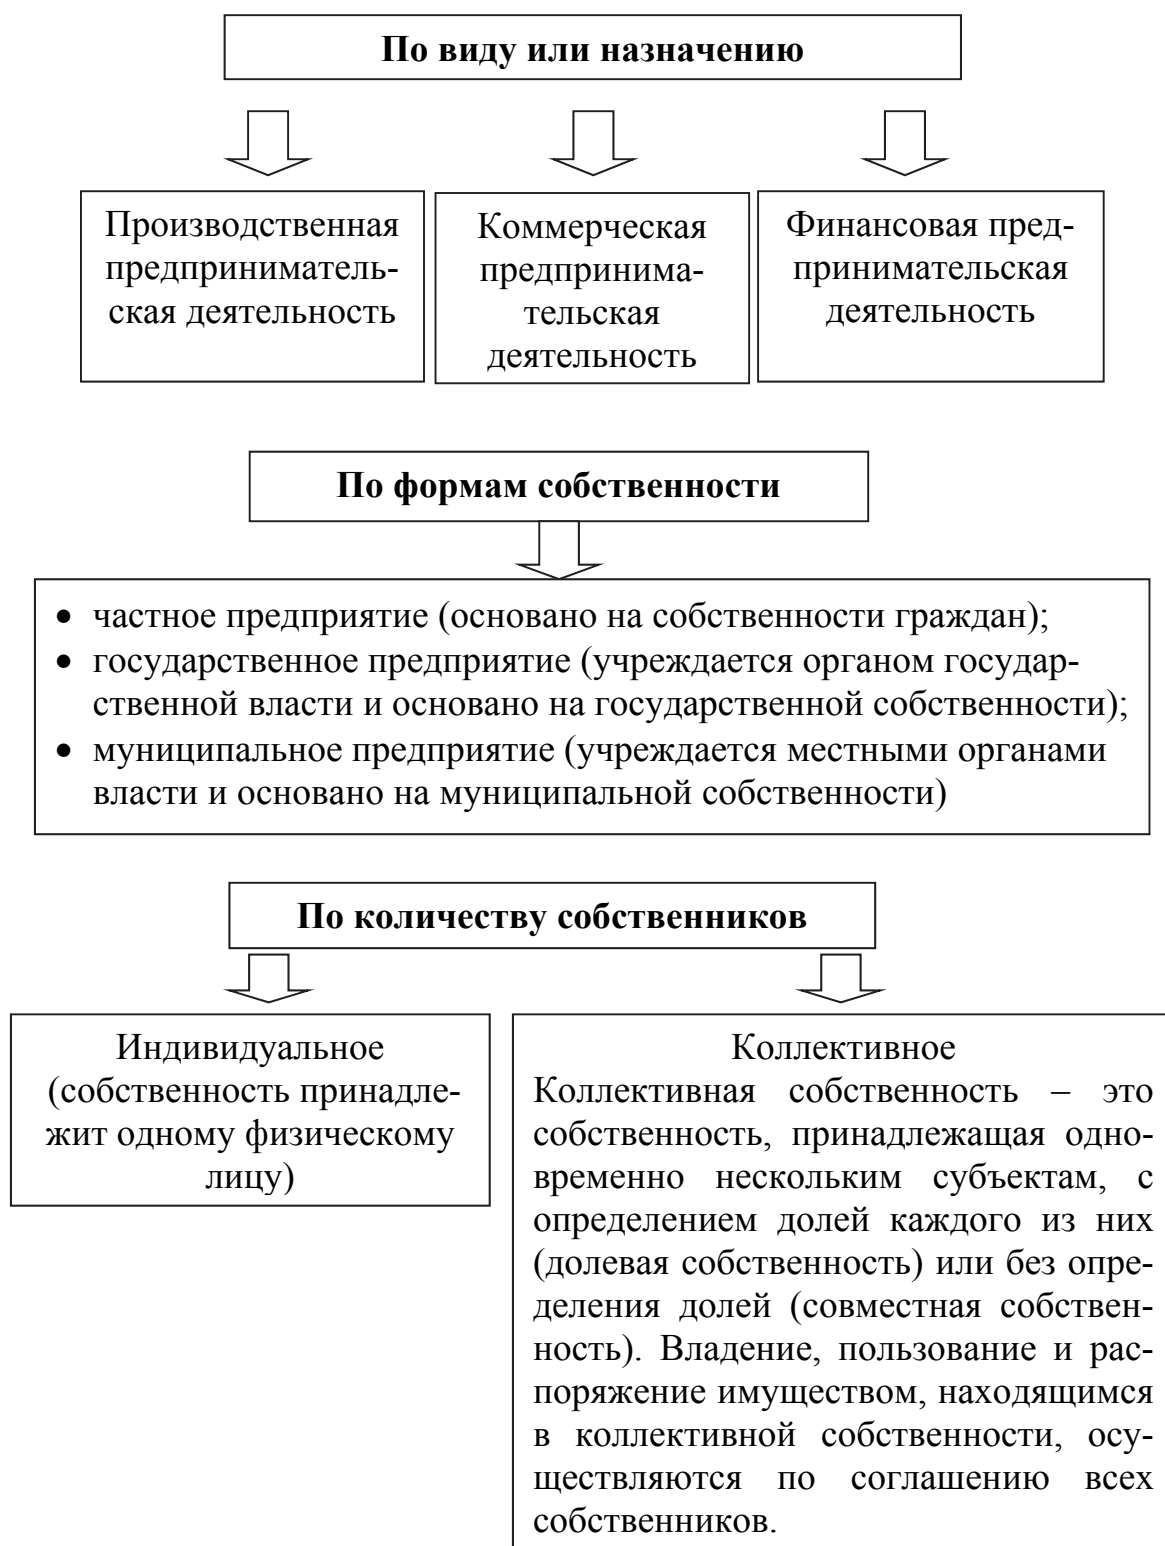 По виду или назначению
Производственная
предприниматель-
ская деятельность
Коммерческая
предпринима-
тельская
деятельность
Финансовая пред-
принимательская
деятельность
По формам собственности
• частное предприятие (основано на собственности граждан);
• государственное предприятие (учреждается органом государ-
ственной власти и основано на государственной собственности);
• муниципальное предприятие (учреждается местными органами
власти и основано на муниципальной собственности)
По количеству собственников
Индивидуальное
(собственность принадле-
жит одному физическому
лицу)
Коллективное
Коллективная собственность – это
собственность, принадлежащая одно-
временно нескольким субъектам, с
определением долей каждого из них
(долевая собственность) или без опре-
деления долей (совместная собствен-
ность). Владение, пользование и рас-
поряжение имуществом, находящимся
в коллективной собственности, осу-
ществляются по соглашению всех
собственников.